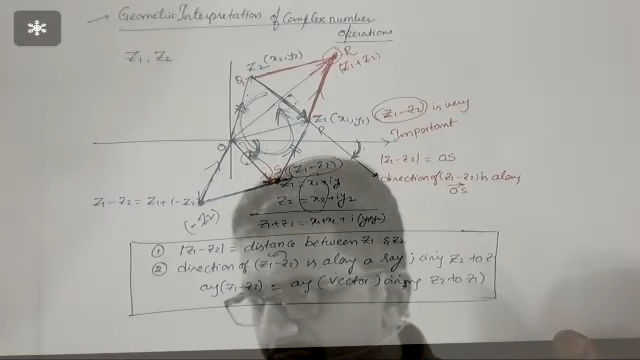 → Geometric Interpretation of Complex number
operations
Z1, Z2
Z2 (x2, y2)
R
(Z1+Z2)
Q
Z1 (x1, y1)
P
(Z1-Z2) is very
Important
O
|Z1-Z2| = OS
direction of (Z1-Z2) is along
OS
S (Z1-Z2)
Z1-Z2 = Z1+(-Z2)
(-Z2)
Z1 = x1+iy
Z2 = x2+iy2
Z1+Z2 = x1+x2+i(y1+y2)
① |Z1-Z2| = distance between Z1 & Z2
② direction of (Z1-Z2) is along a ray joining Z2 to Z
arg(Z1-Z2) = arg (vector joining Z2 to Z1)